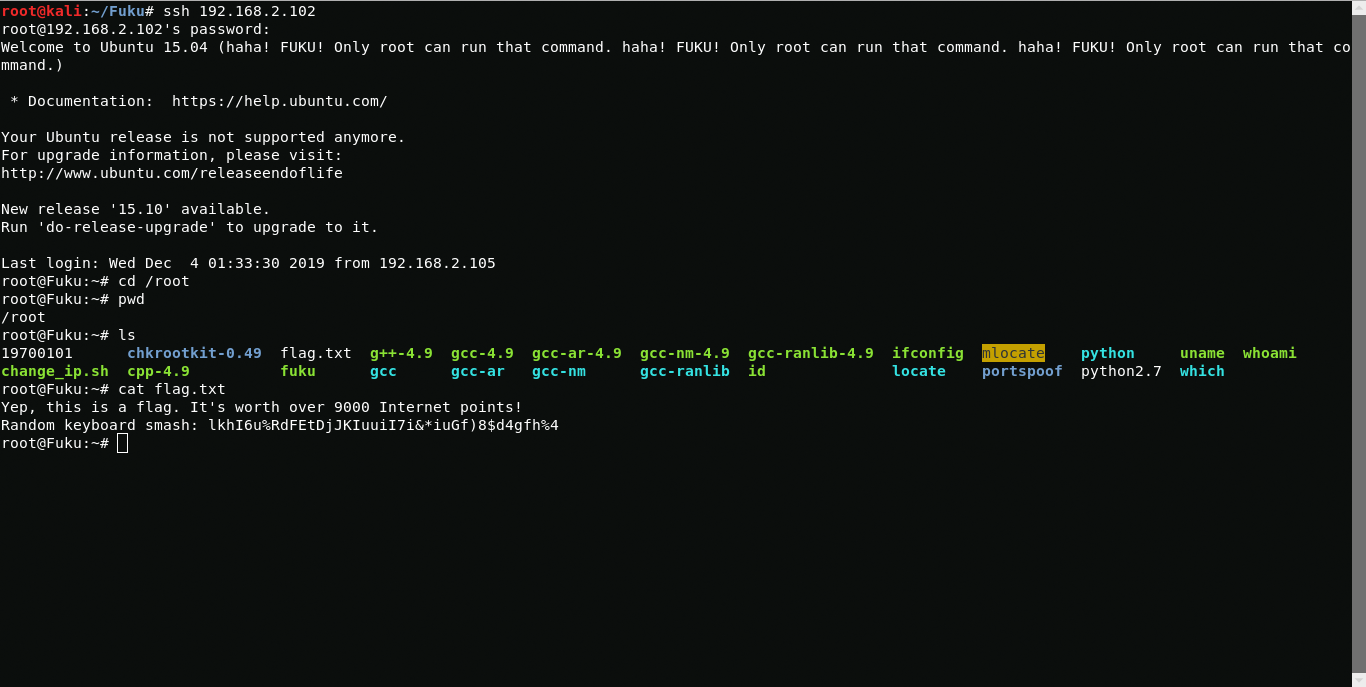 root@kali:~/Fuku# ssh 192.168.2.102
root@192.168.2.102's password:
Welcome to Ubuntu 15.04 (haha! FUKU! Only root can run that command. haha! FUKU! Only root can run that command. haha! FUKU! Only root can run that co
mmand.)
 * Documentation:  https://help.ubuntu.com/
Your Ubuntu release is not supported anymore.
For upgrade information, please visit:
http://www.ubuntu.com/releaseendoflife
New release '15.10' available.
Run 'do-release-upgrade' to upgrade to it.
Last login: Wed Dec  4 01:33:30 2019 from 192.168.2.105
root@Fuku:~# cd /root
root@Fuku:~# pwd
/root
root@Fuku:~# ls
19700101      chkrootkit-0.49  flag.txt  g++-4.9  gcc-4.9  gcc-ar-4.9  gcc-nm-4.9  gcc-ranlib-4.9  ifconfig  mlocate    python     uname  whoami
change_ip.sh  cpp-4.9          fuku      gcc      gcc-ar   gcc-nm      gcc-ranlib  id              locate    portspoof  python2.7  which
root@Fuku:~# cat flag.txt
Yep, this is a flag. It's worth over 9000 Internet points!
Random keyboard smash: lkhI6u%RdFEtDjJKIuuiI7i&*iuGf)8$d4gfh%4
root@Fuku:~#